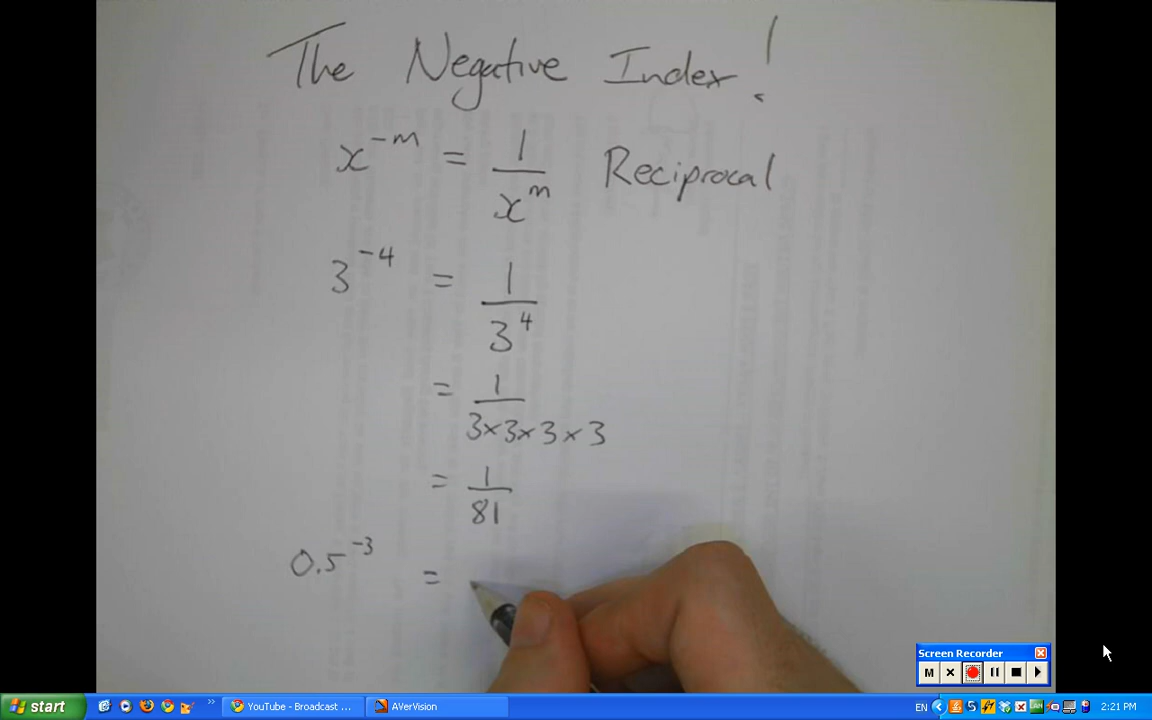 The Negative Index!
x^-m = 1/x^m Reciprocal
3^-4 = 1/3^4
= 1/3×3×3×3
= 1/81
0.5^-3 =
Screen Recorder
M
start
YouTube - Broadcast ...
AVerVision
EN
2:21 PM